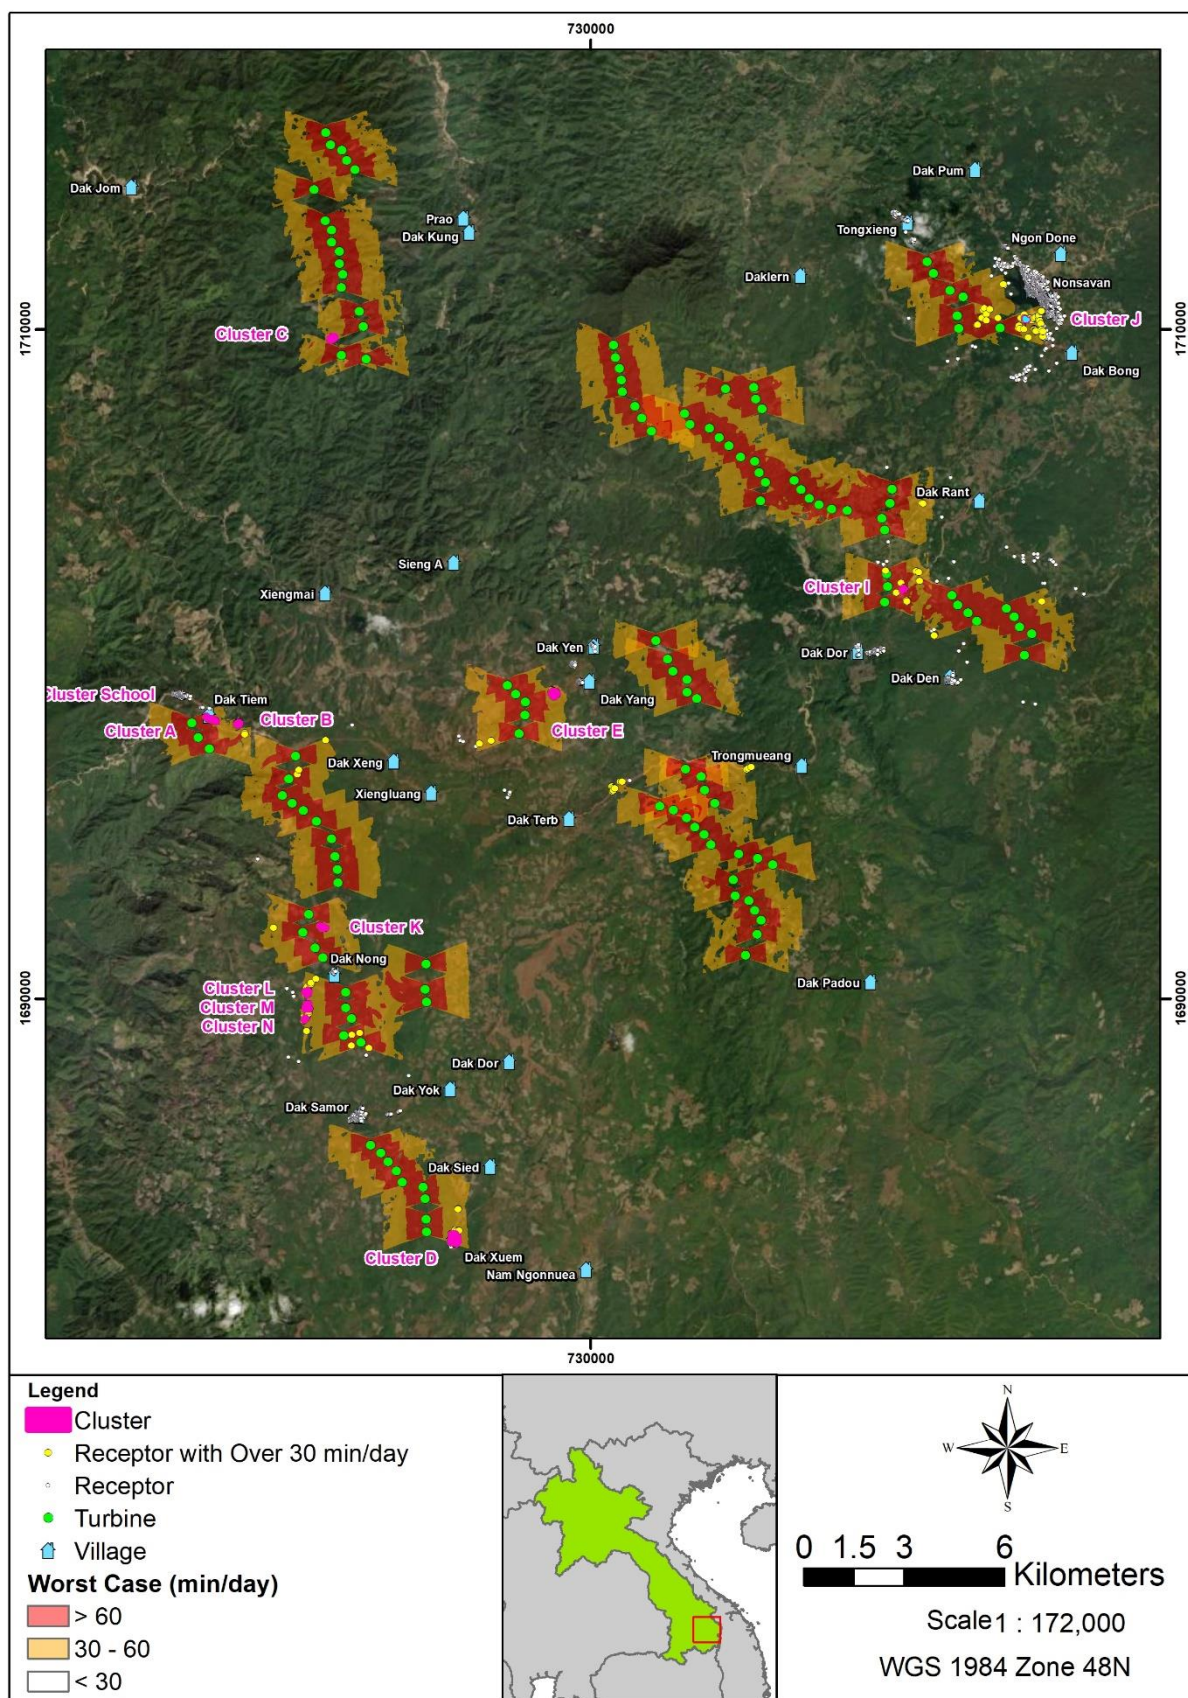 730000
Dak Pum
Dak Jom
Prao
Tongxieng
Dak Kung
Ngon Done
Daklern
Nonsavan
1710000
Cluster J
1710000
Cluster C
Dak Bong
Dak Rant
Sieng A
Cluster I
Xiengmai
Dak Yen
Dak Dor
Dak Den
Cluster School
Dak Tiem
Dak Yang
Cluster B
Cluster A
Cluster E
Trongmueang
Dak Xeng
Xiengluang
Dak Terb
Cluster K
Dak Nong
Dak Padou
Cluster L
1690000
Cluster M
1690000
Cluster N
Dak Dor
Dak Yok
Dak Samor
Dak Sied
Cluster D
Dak Xuem
Nam Ngonnuea
730000
Legend
Cluster
Receptor with Over 30 min/day
Receptor
Turbine
Village
Worst Case (min/day)
> 60
30 - 60
< 30
N
W
E
S
0 1.5 3 6
Kilometers
Scale 1 : 172,000
WGS 1984 Zone 48N